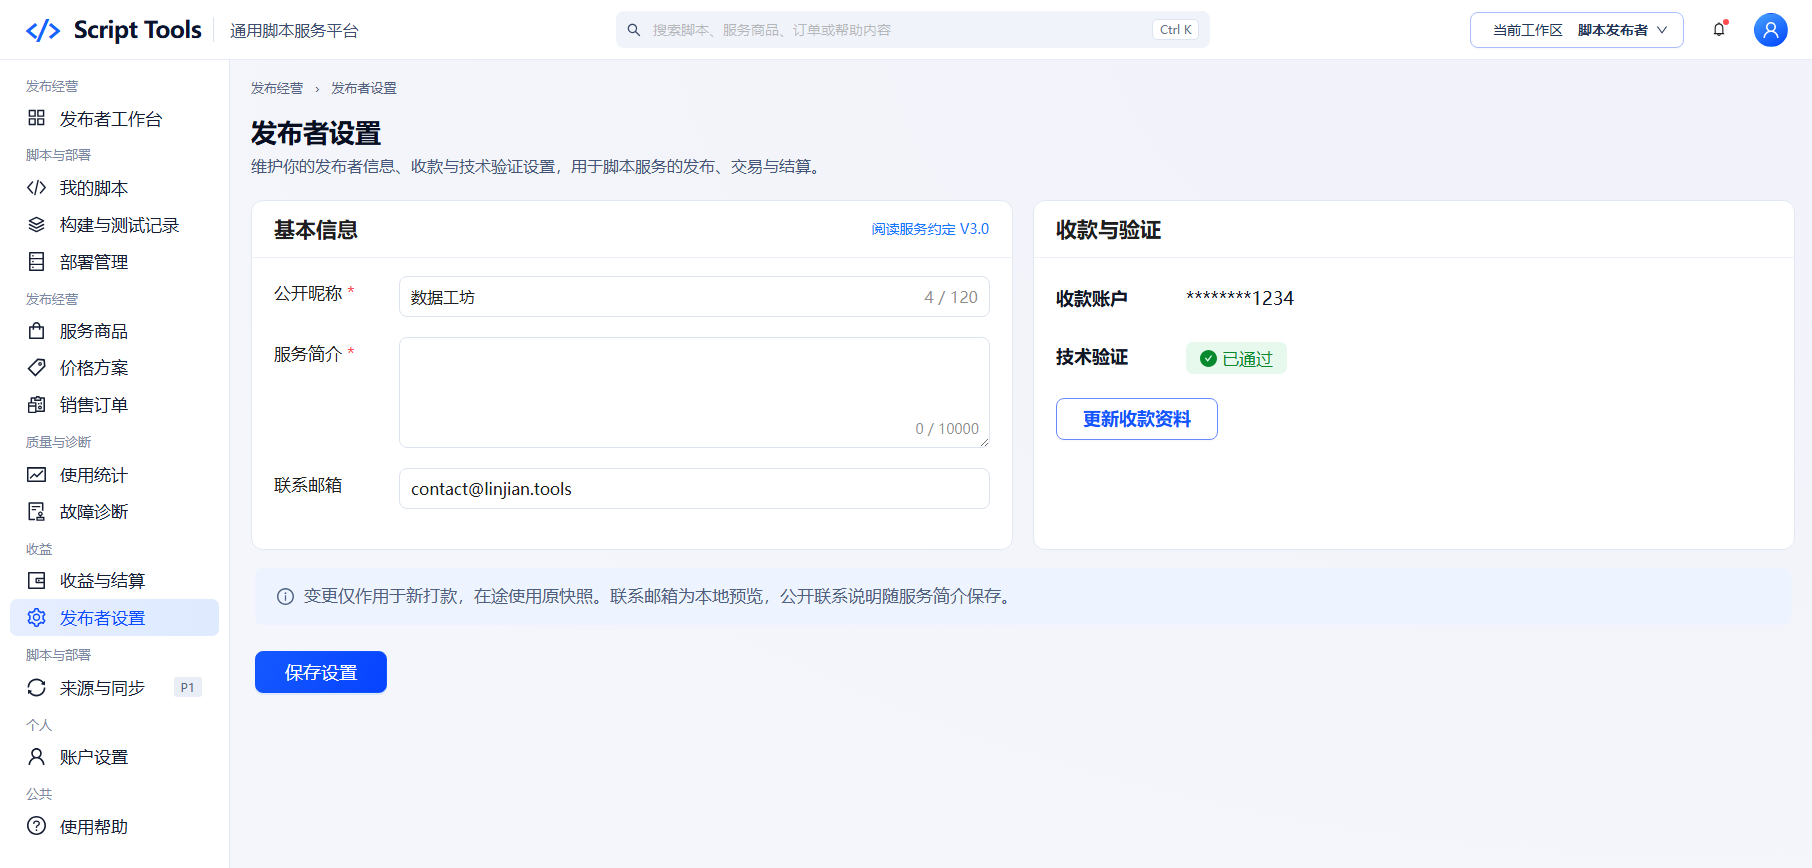 </> Script Tools 通用脚本服务平台
搜索脚本、服务商品、订单或帮助内容 Ctrl K
当前工作区 脚本发布者
发布经营
发布者工作台
脚本与部署
我的脚本
构建与测试记录
部署管理
发布经营
服务商品
价格方案
销售订单
质量与诊断
使用统计
故障诊断
收益
收益与结算
发布者设置
脚本与部署
来源与同步 P1
个人
账户设置
公共
使用帮助
发布经营 › 发布者设置
发布者设置
维护你的发布者信息、收款与技术验证设置，用于脚本服务的发布、交易与结算。
基本信息 阅读服务约定 V3.0
公开昵称 * 数据工坊 4 / 120
服务简介 *
0 / 10000
联系邮箱 contact@linjian.tools
收款与验证
收款账户 ********1234
技术验证 已通过
更新收款资料
变更仅作用于新打款，在途使用原快照。联系邮箱为本地预览，公开联系说明随服务简介保存。
保存设置